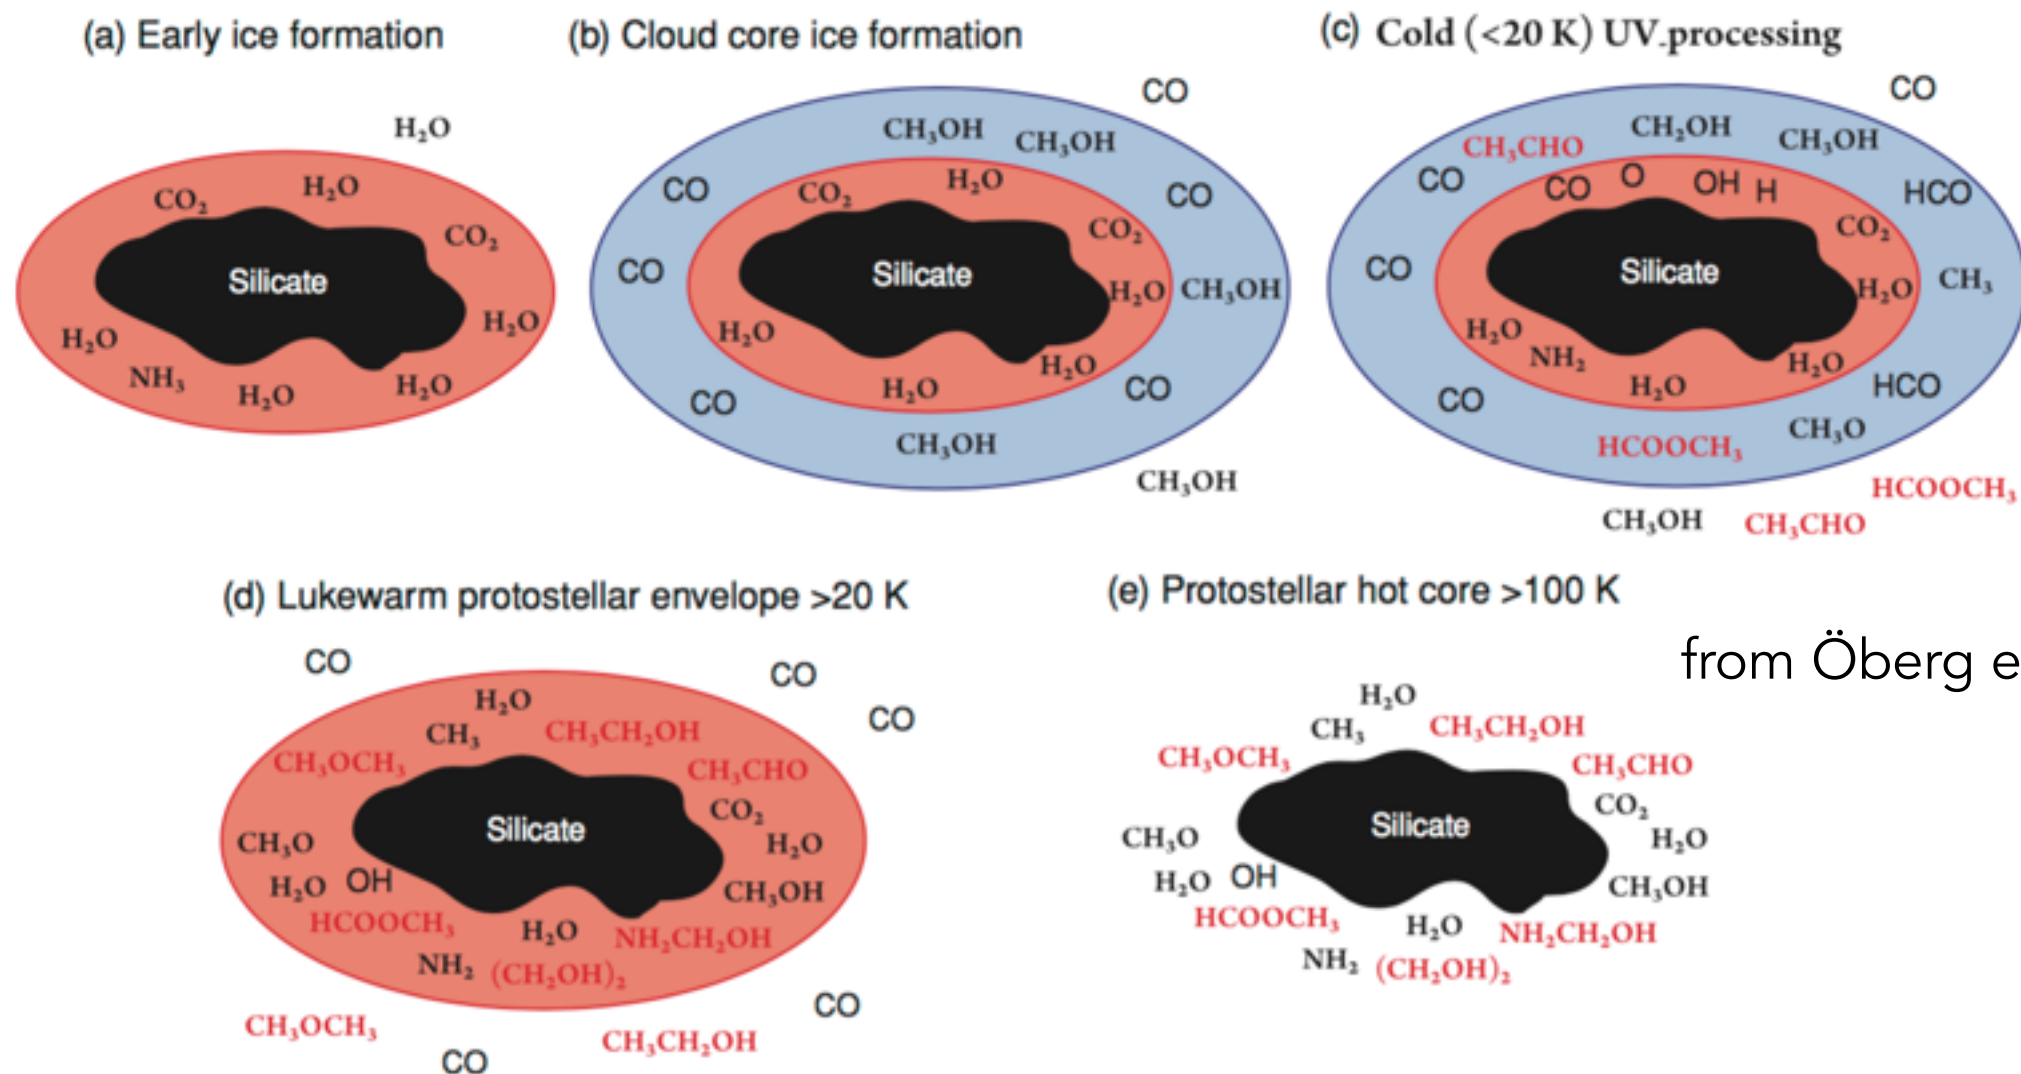 (a) Early ice formation
H₂O
CO₂
H₂O
CO₂
Silicate
H₂O
H₂O
NH₃
H₂O
H₂O
(b) Cloud core ice formation
CO
CH₃OH
CH₃OH
CO
CO₂
H₂O
CO
CO₂
CO
Silicate
H₂O
CH₃OH
H₂O
H₂O
CO
H₂O
CO
CH₃OH
CH₃OH
(c) Cold (<20 K) UV-processing
CO
CH₃CHO
CH₂OH
CH₃OH
CO
CO
O
OH
H
HCO
CO₂
CO
Silicate
H₂O
CH₃
H₂O
NH₂
H₂O
H₂O
HCO
CO
CH₃O
HCOOCH₃
HCOOCH₃
CH₃OH
CH₃CHO
(d) Lukewarm protostellar envelope >20 K
CO
CO
H₂O
CO
CH₃
CH₃CH₂OH
CH₃OCH₃
CH₃CHO
CO₂
Silicate
CH₃O
H₂O
H₂O
OH
CH₃OH
HCOOCH₃
H₂O
NH₂CH₂OH
NH₂
(CH₂OH)₂
CO
CH₃OCH₃
CH₃CH₂OH
CO
(e) Protostellar hot core >100 K
from Öberg e
H₂O
CH₃
CH₃CH₂OH
CH₃OCH₃
CH₃CHO
CO₂
Silicate
CH₃O
H₂O
H₂O
OH
CH₃OH
HCOOCH₃
H₂O
NH₂CH₂OH
NH₂
(CH₂OH)₂